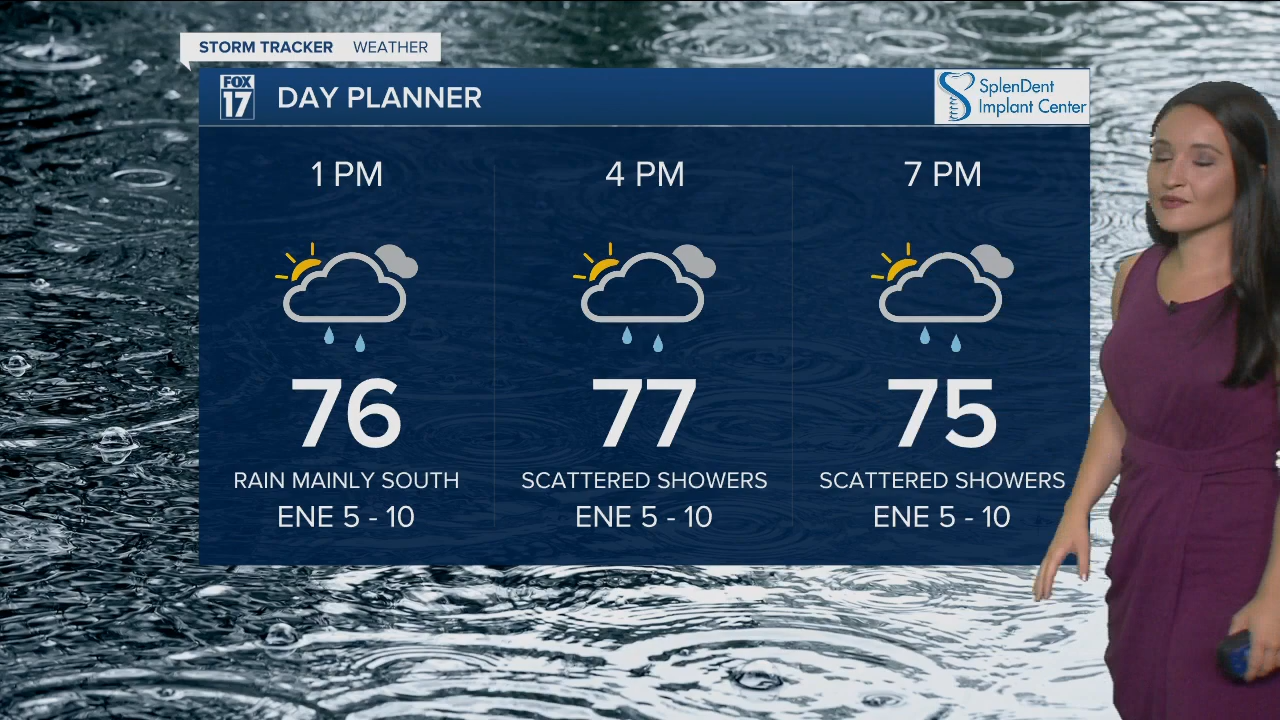 STORM TRACKER WEATHER
FOX 17
DAY PLANNER
SplenDent
Implant Center
1 PM
4 PM
7 PM
76
77
75
RAIN MAINLY SOUTH
SCATTERED SHOWERS
SCATTERED SHOWERS
ENE 5 - 10
ENE 5 - 10
ENE 5 - 10